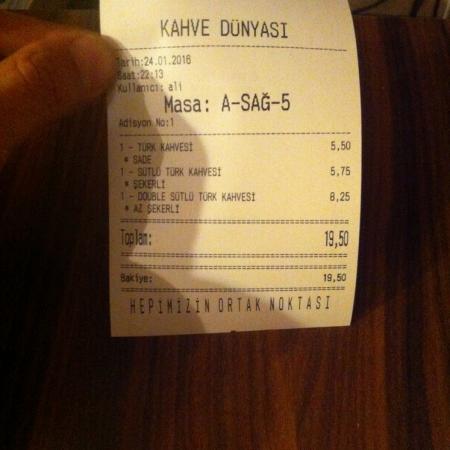 KAHVE DÜNYASI
Tarih:24.01.2016
Saat:22:13
Kullanıcı: ali
Masa: A-SAĞ-5
Adisyon No:1
1 - TÜRK KAHVESİ 5,50
* SADE
1 - SÜTLÜ TÜRK KAHVESİ 5,75
* ŞEKERLİ
1 - DOUBLE SÜTLÜ TÜRK KAHVESİ 8,25
* AZ ŞEKERLİ
Toplam: 19,50
Bakiye: 19,50
HEPİMİZİN ORTAK NOKTASI